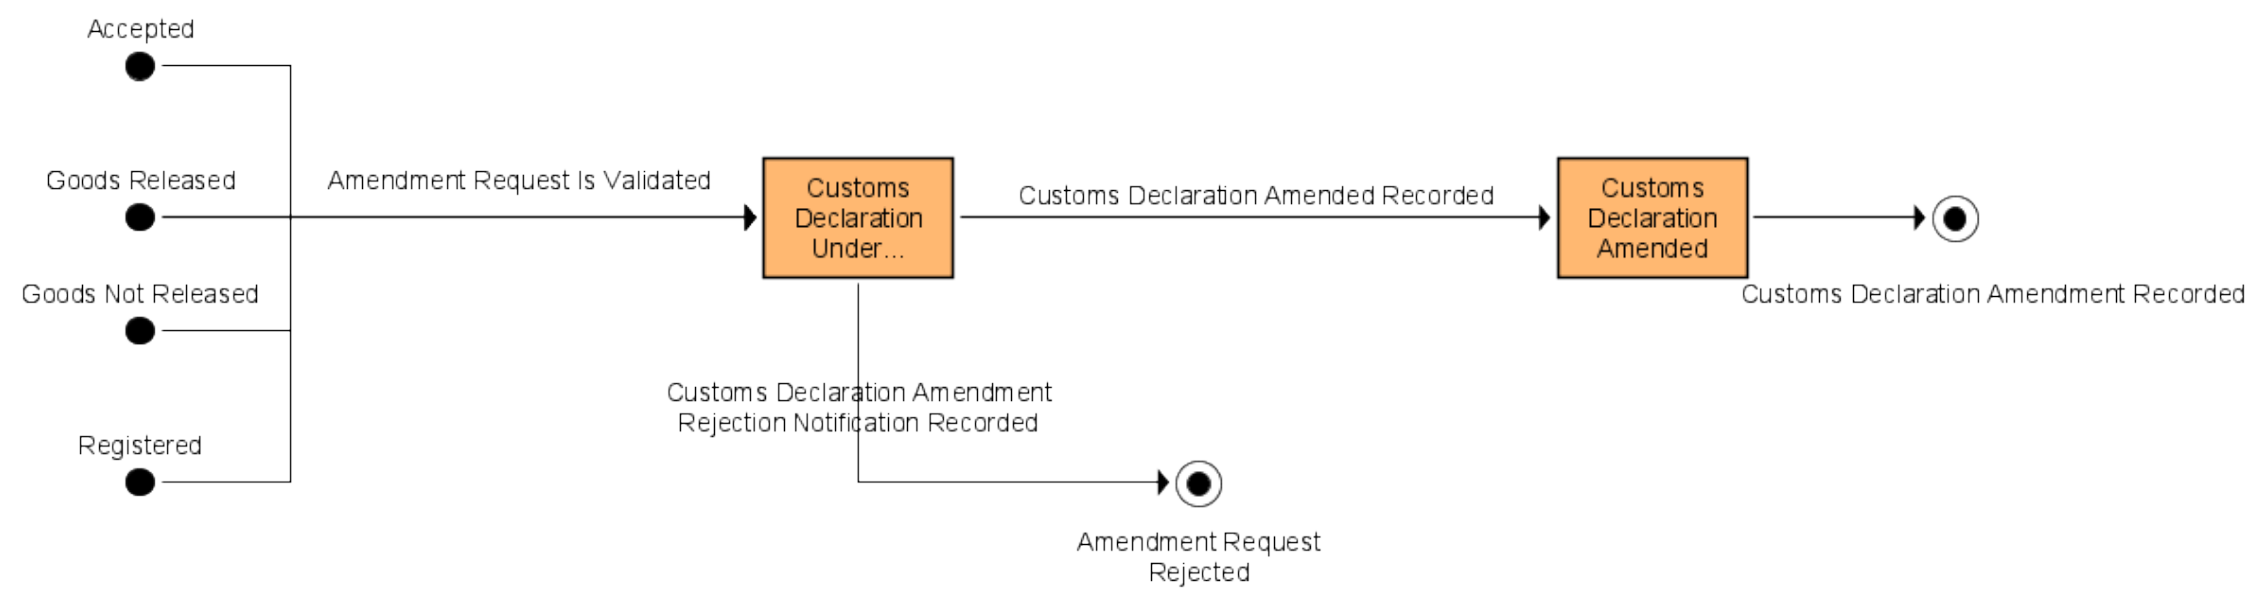 Accepted
Goods Released
Amendment Request Is Validated
Customs
Declaration
Under...
Customs Declaration Amended Recorded
Customs
Declaration
Amended
Goods Not Released
Customs Declaration Amendment Recorded
Customs Declaration Amendment
Rejection Notification Recorded
Registered
Amendment Request
Rejected